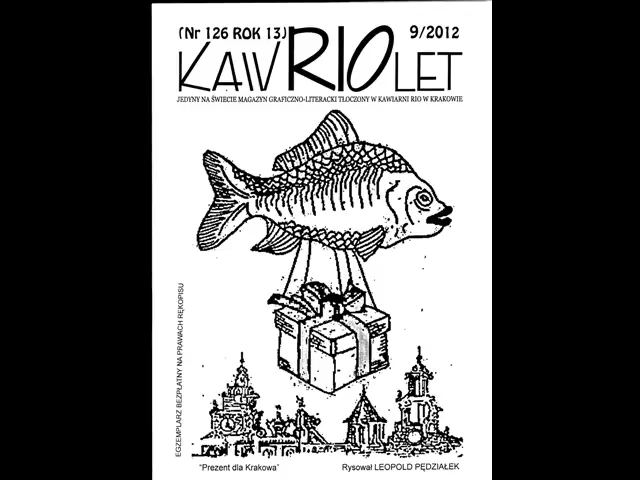 (Nr 126 ROK 13) 9/2012
KAWRIOLET
JEDYNY NA ŚWIECIE MAGAZYN GRAFICZNO-LITERACKI TŁOCZONY W KAWIARNI RIO W KRAKOWIE
EGZEMPLARZ BEZPŁATNY NA PRAWACH RĘKOPISU
"Prezent dla Krakowa" Rysował LEOPOLD PĘDZIAŁEK